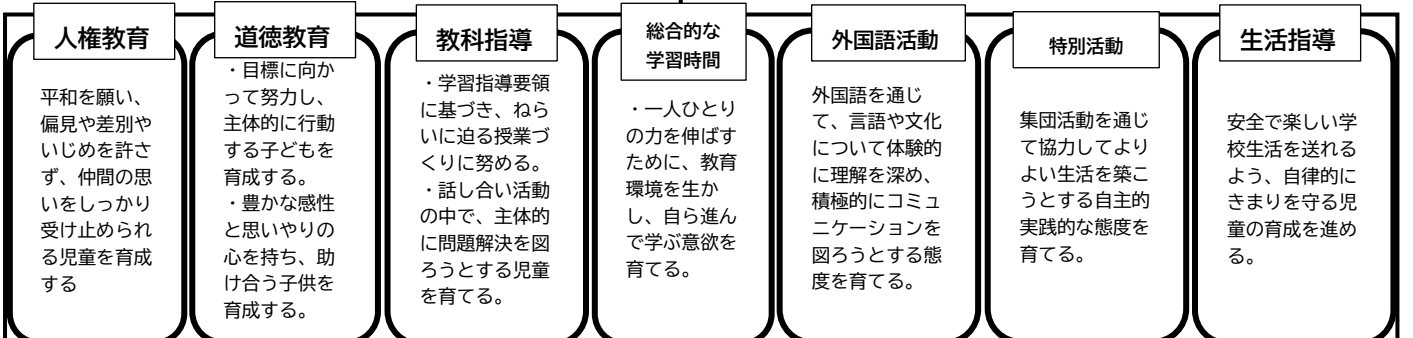 人権教育
平和を願い、
偏見や差別や
いじめを許さ
ず、仲間の思
いをしっかり
受け止められ
る児童を育成
する
道徳教育
・目標に向か
って努力し、
主体的に行動
する子どもを
育成する。
・豊かな感性
と思いやりの
心を持ち、助
け合う子供を
育成する。
教科指導
・学習指導要領
に基づき、ねら
いに迫る授業づ
くりに努める。
・話し合い活動
の中で、主体的
に問題解決を図
ろうとする児童
を育てる。
総合的な
学習時間
・一人ひとり
の力を伸ばす
ために、教育
環境を生か
し、自ら進ん
で学ぶ意欲を
育てる。
外国語活動
外国語を通じ
て、言語や文化
について体験的
に理解を深め、
積極的にコミュ
ニケーションを
図ろうとする態
度を育てる。
特別活動
集団活動を通じ
て協力してより
よい生活を築こ
うとする自主的
実践的な態度を
育てる。
生活指導
安全で楽しい学
校生活を送れる
よう、自律的に
きまりを守る児
童の育成を進め
る。